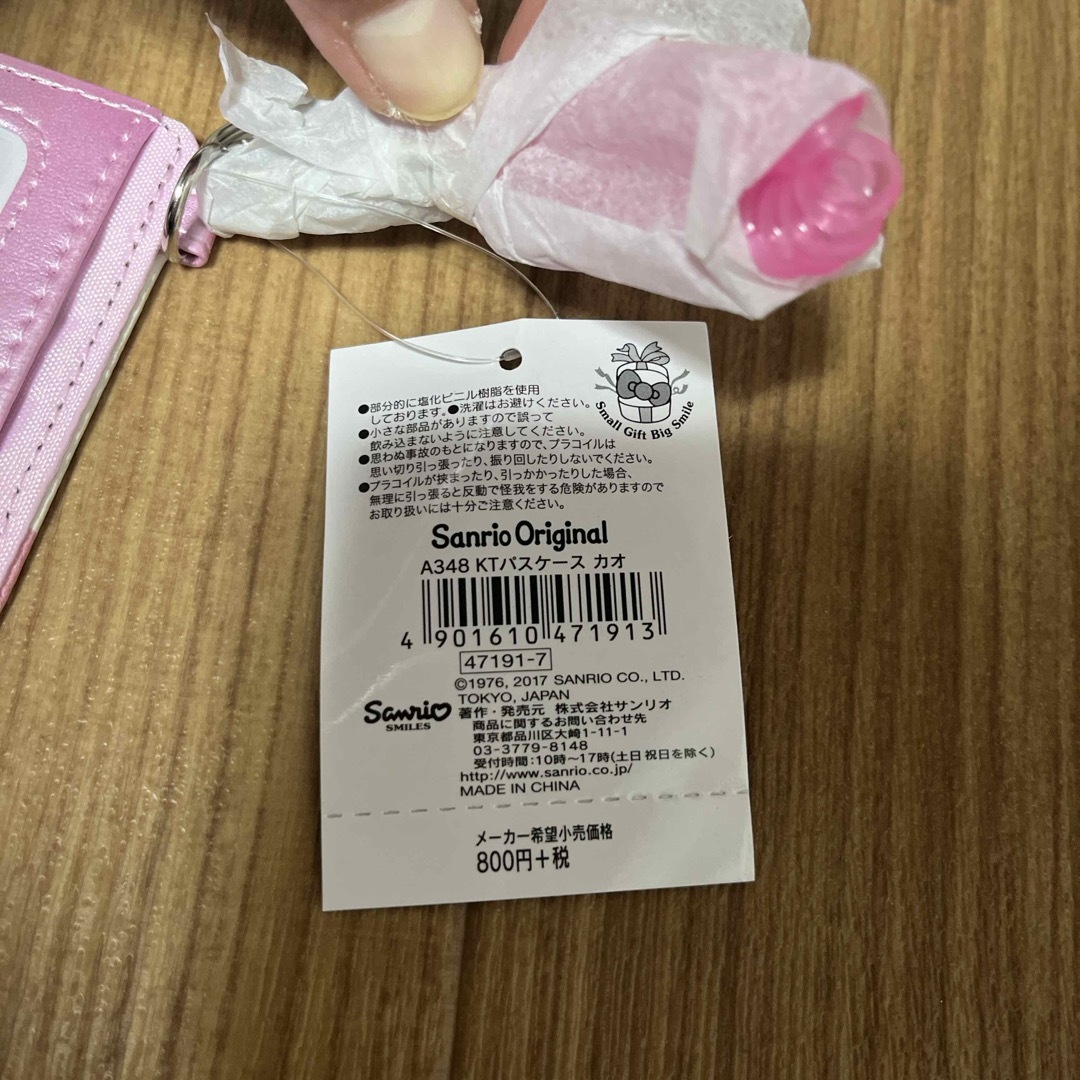 ●部分的に塩化ビニル樹脂を使用
しております。●洗濯はお避けください。
●小さな部品がありますので誤って
飲み込まないように注意してください。
●思わぬ事故のもとになりますので、プラコイルは
思い切り引っ張ったり、振り回したりしないでください。
●プラコイルが挟まったり、引っかかったりした場合、
無理に引っ張ると反動で怪我をする危険がありますので
お取り扱いには十分ご注意ください。
Small Gift Big Smile
Sanrio Original
A348 KTパスケース カオ
4 901610 471913
47191-7
©1976, 2017 SANRIO CO., LTD.
TOKYO, JAPAN
Sanrio
SMILES
著作・発売元 株式会社サンリオ
商品に関するお問い合わせ先
東京都品川区大崎1-11-1
03-3779-8148
受付時間:10時～17時(土日祝日を除く)
http://www.sanrio.co.jp/
MADE IN CHINA
メーカー希望小売価格
800円+税